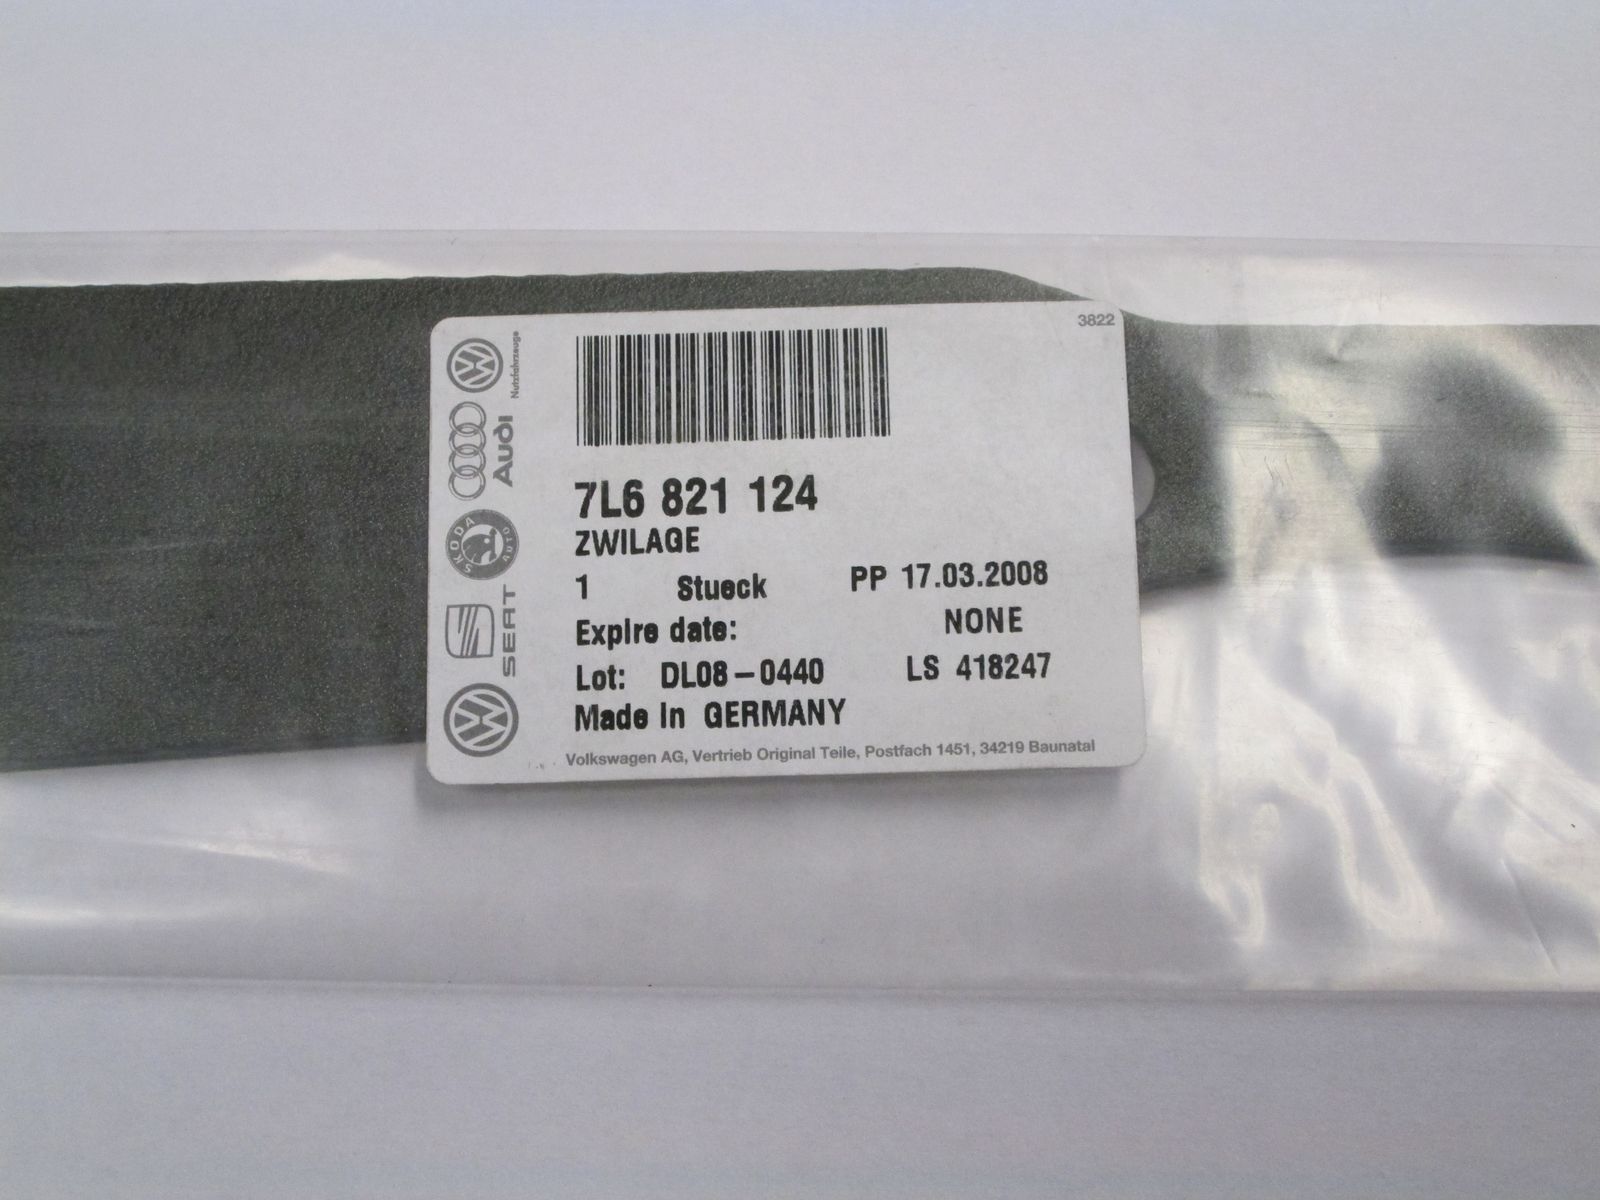 3822
Nutzfahrzeuge
Audi
SKODA
AUTO
SEAT
7L6 821 124
ZWILAGE
1 Stueck PP 17.03.2008
Expire date: NONE
Lot: DL08-0440 LS 418247
Made in GERMANY
Volkswagen AG, Vertrieb Original Teile, Postfach 1451, 34219 Baunatal